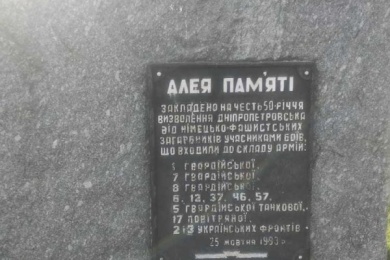 АЛЕЯ ПАМ'ЯТІ
ЗАКЛАДЕНО НА ЧЕСТЬ 50-РІЧЧЯ
ВИЗВОЛЕННЯ ДНІПРОПЕТРОВСЬКА
ВІД НІМЕЦЬКО-ФАШИСТСЬКИХ
ЗАГАРБНИКІВ УЧАСНИКАМИ БОЇВ,
ЩО ВХОДИЛИ ДО СКЛАДУ АРМІЙ:
1 ГВАРДІЙСЬКОЇ,
7 ГВАРДІЙСЬКОЇ,
8 ГВАРДІЙСЬКОЇ,
6, 12, 37, 46, 57,
5 ГВАРДІЙСЬКОЇ ТАНКОВОЇ,
17 ПОВІТРЯНОЇ,
2 і 3 УКРАЇНСЬКИХ ФРОНТІВ
25 ЖОВТНЯ 1993 р.